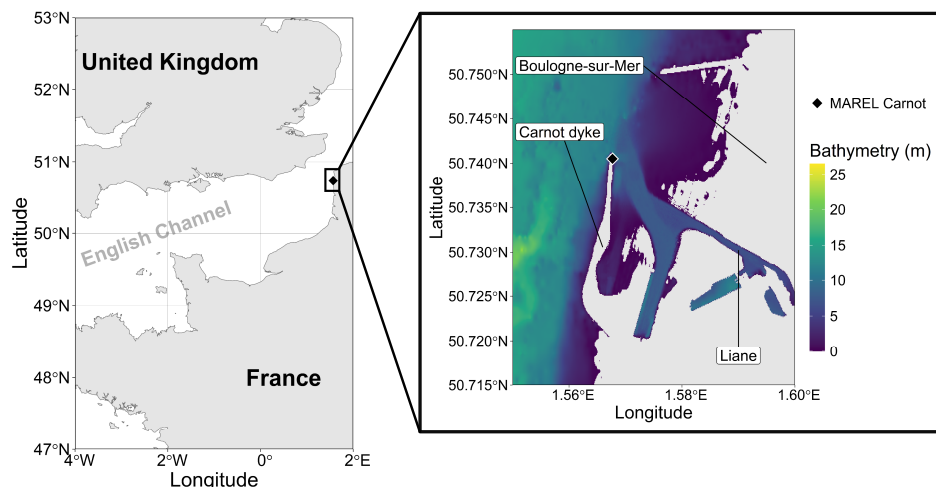 53°N
52°N
51°N
50°N
49°N
48°N
47°N
Latitude
4°W
2°W
0°
2°E
Longitude
United Kingdom
English Channel
France
50.750°N
50.745°N
50.740°N
50.735°N
50.730°N
50.725°N
50.720°N
50.715°N
Latitude
1.56°E
1.58°E
1.60°E
Longitude
Boulogne-sur-Mer
Carnot dyke
Liane
MAREL Carnot
Bathymetry (m)
25
20
15
10
5
0